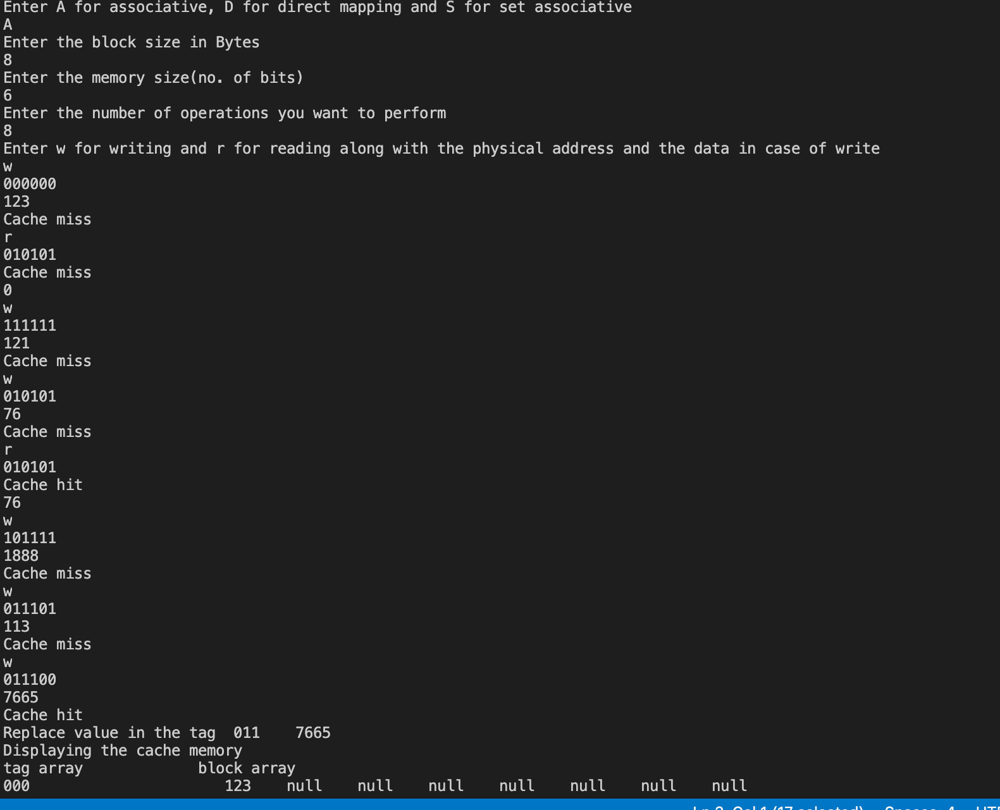 Enter A for associative, D for direct mapping and S for set associative
A
Enter the block size in Bytes
8
Enter the memory size(no. of bits)
6
Enter the number of operations you want to perform
8
Enter w for writing and r for reading along with the physical address and the data in case of write
w
000000
123
Cache miss
r
010101
Cache miss
0
w
111111
121
Cache miss
w
010101
76
Cache miss
r
010101
Cache hit
76
w
101111
1888
Cache miss
w
011101
113
Cache miss
w
011100
7665
Cache hit
Replace value in the tag  011    7665
Displaying the cache memory
tag array             block array
000                      123    null    null    null    null    null    null    null